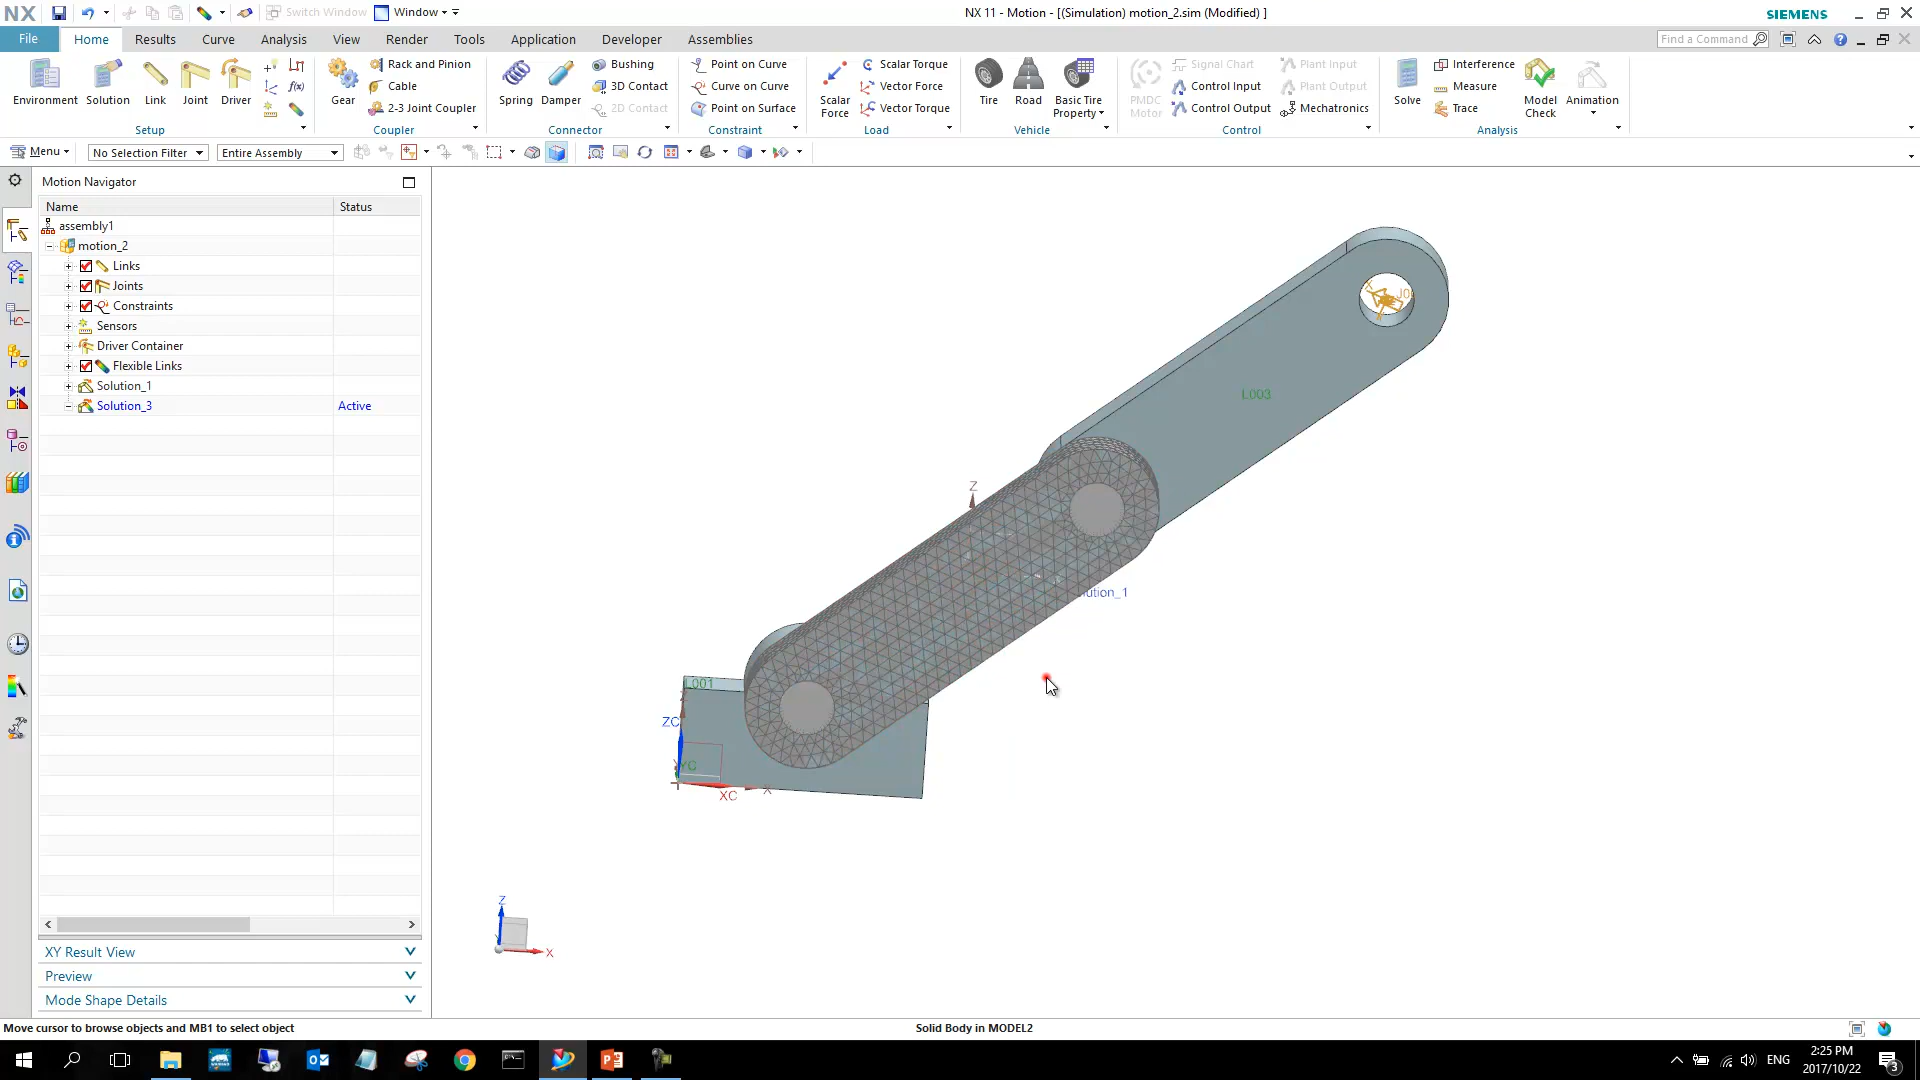 NX Switch Window Window NX 11 - Motion - [(Simulation) motion_2.sim (Modified) ] SIEMENS
File Home Results Curve Analysis View Render Tools Application Developer Assemblies Find a Command
Environment Solution Link Joint Driver
Setup
Gear Rack and Pinion
Cable
2-3 Joint Coupler
Coupler
Spring Damper Bushing
3D Contact
2D Contact
Connector
Point on Curve
Curve on Curve
Point on Surface
Constraint
Scalar Force Scalar Torque
Vector Force
Vector Torque
Load
Tire Road Basic Tire Property
Vehicle
PMDC Motor Signal Chart Plant Input
Control Input Plant Output
Control Output Mechatronics
Control
Solve Interference
Measure
Trace
Model Check Animation
Analysis
Menu No Selection Filter Entire Assembly
Motion Navigator
Name Status
assembly1
motion_2
Links
Joints
Constraints
Sensors
Driver Container
Flexible Links
Solution_1
Solution_3 Active
XY Result View
Preview
Mode Shape Details
X
L003
Z
ution_1
L001
ZC
YC
XC X
Z
X
Move cursor to browse objects and MB1 to select object Solid Body in MODEL2
ENG 2:25 PM
2017/10/22
3